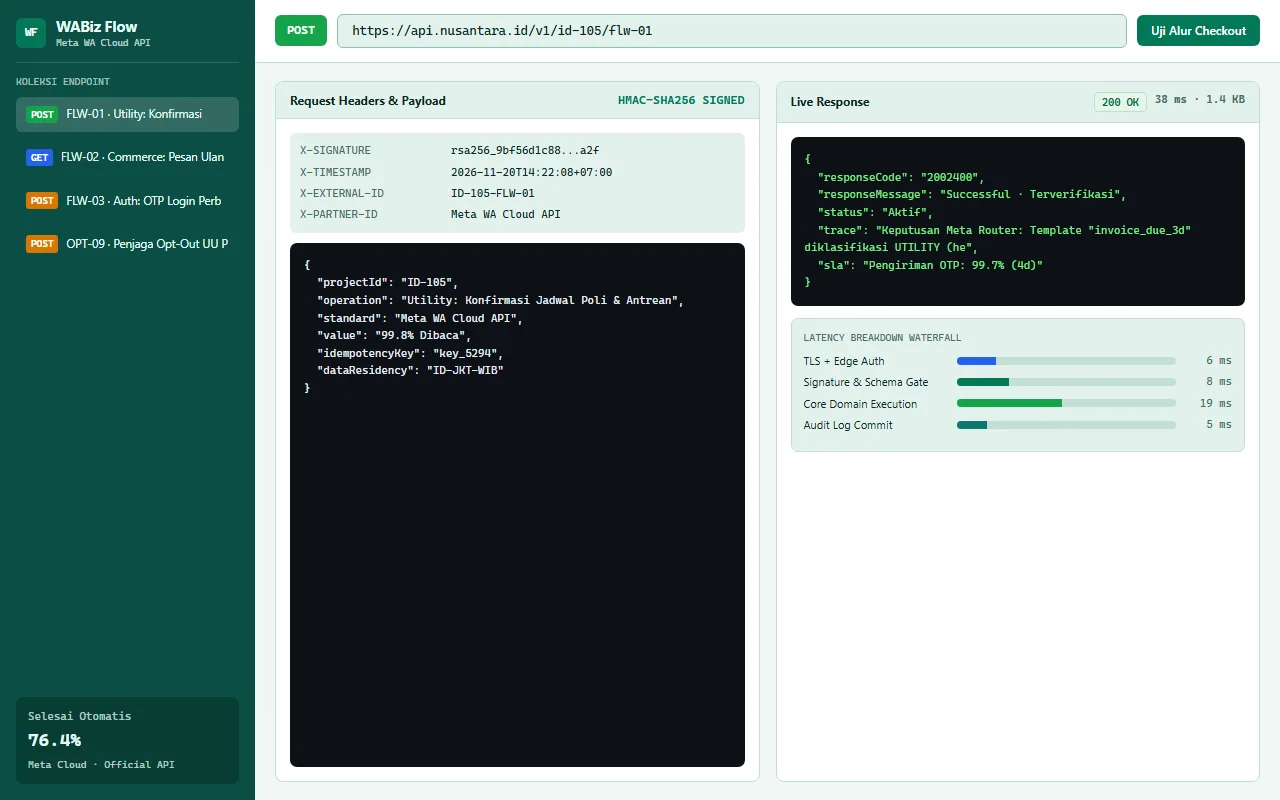 WF
WABiz Flow
Meta WA Cloud API
KOLEKSI ENDPOINT
POST FLW-01 · Utility: Konfirmasi
GET FLW-02 · Commerce: Pesan Ulan
POST FLW-03 · Auth: OTP Login Perb
POST OPT-09 · Penjaga Opt-Out UU P
Selesai Otomatis
76.4%
Meta Cloud · Official API
POST https://api.nusantara.id/v1/id-105/flw-01 Uji Alur Checkout
Request Headers & Payload HMAC-SHA256 SIGNED
X-SIGNATURE rsa256_9bf56d1c88...a2f
X-TIMESTAMP 2026-11-20T14:22:08+07:00
X-EXTERNAL-ID ID-105-FLW-01
X-PARTNER-ID Meta WA Cloud API
{
"projectId": "ID-105",
"operation": "Utility: Konfirmasi Jadwal Poli & Antrean",
"standard": "Meta WA Cloud API",
"value": "99.8% Dibaca",
"idempotencyKey": "key_5294",
"dataResidency": "ID-JKT-WIB"
}
Live Response 200 OK 38 ms · 1.4 KB
{
"responseCode": "2002400",
"responseMessage": "Successful · Terverifikasi",
"status": "Aktif",
"trace": "Keputusan Meta Router: Template "invoice_due_3d"
diklasifikasi UTILITY (he",
"sla": "Pengiriman OTP: 99.7% (4d)"
}
LATENCY BREAKDOWN WATERFALL
TLS + Edge Auth 6 ms
Signature & Schema Gate 8 ms
Core Domain Execution 19 ms
Audit Log Commit 5 ms